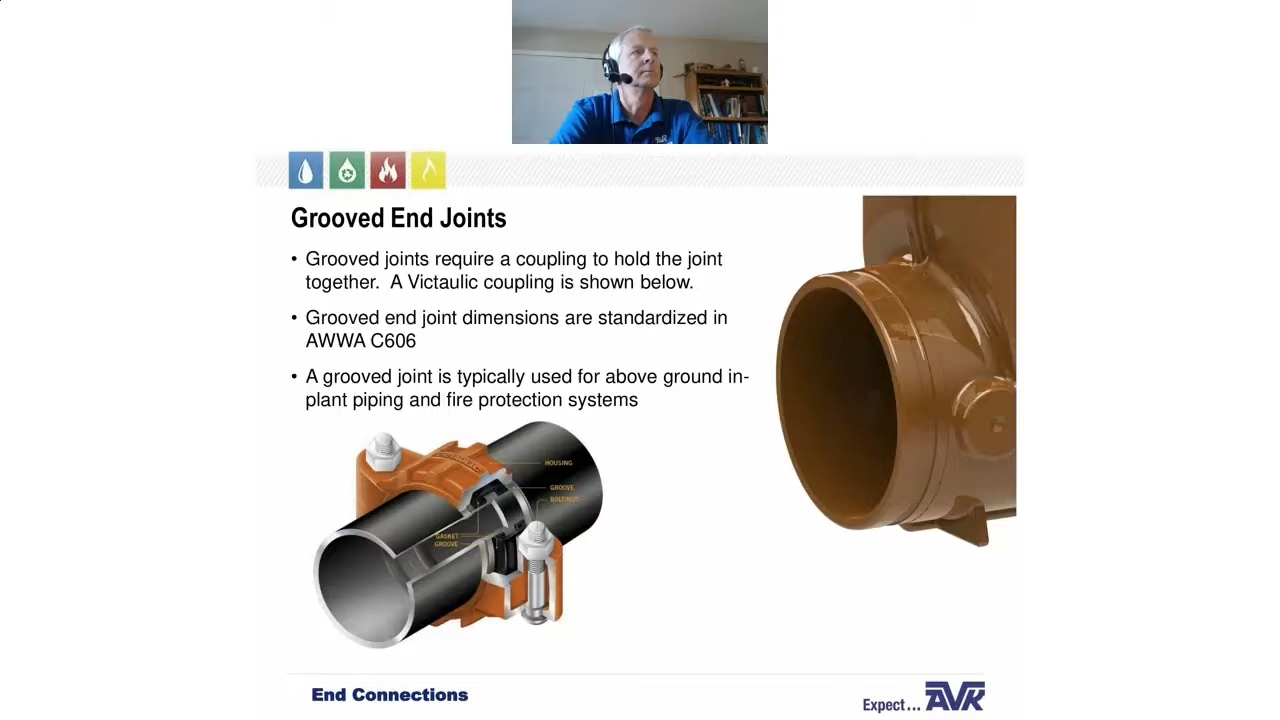 AVK
Grooved End Joints
• Grooved joints require a coupling to hold the joint
together. A Victaulic coupling is shown below.
• Grooved end joint dimensions are standardized in
AWWA C606
• A grooved joint is typically used for above ground in-
plant piping and fire protection systems
HOUSING
GROOVE
BOLT/NUT
GASKET
GROOVE
End Connections
Expect... AVK